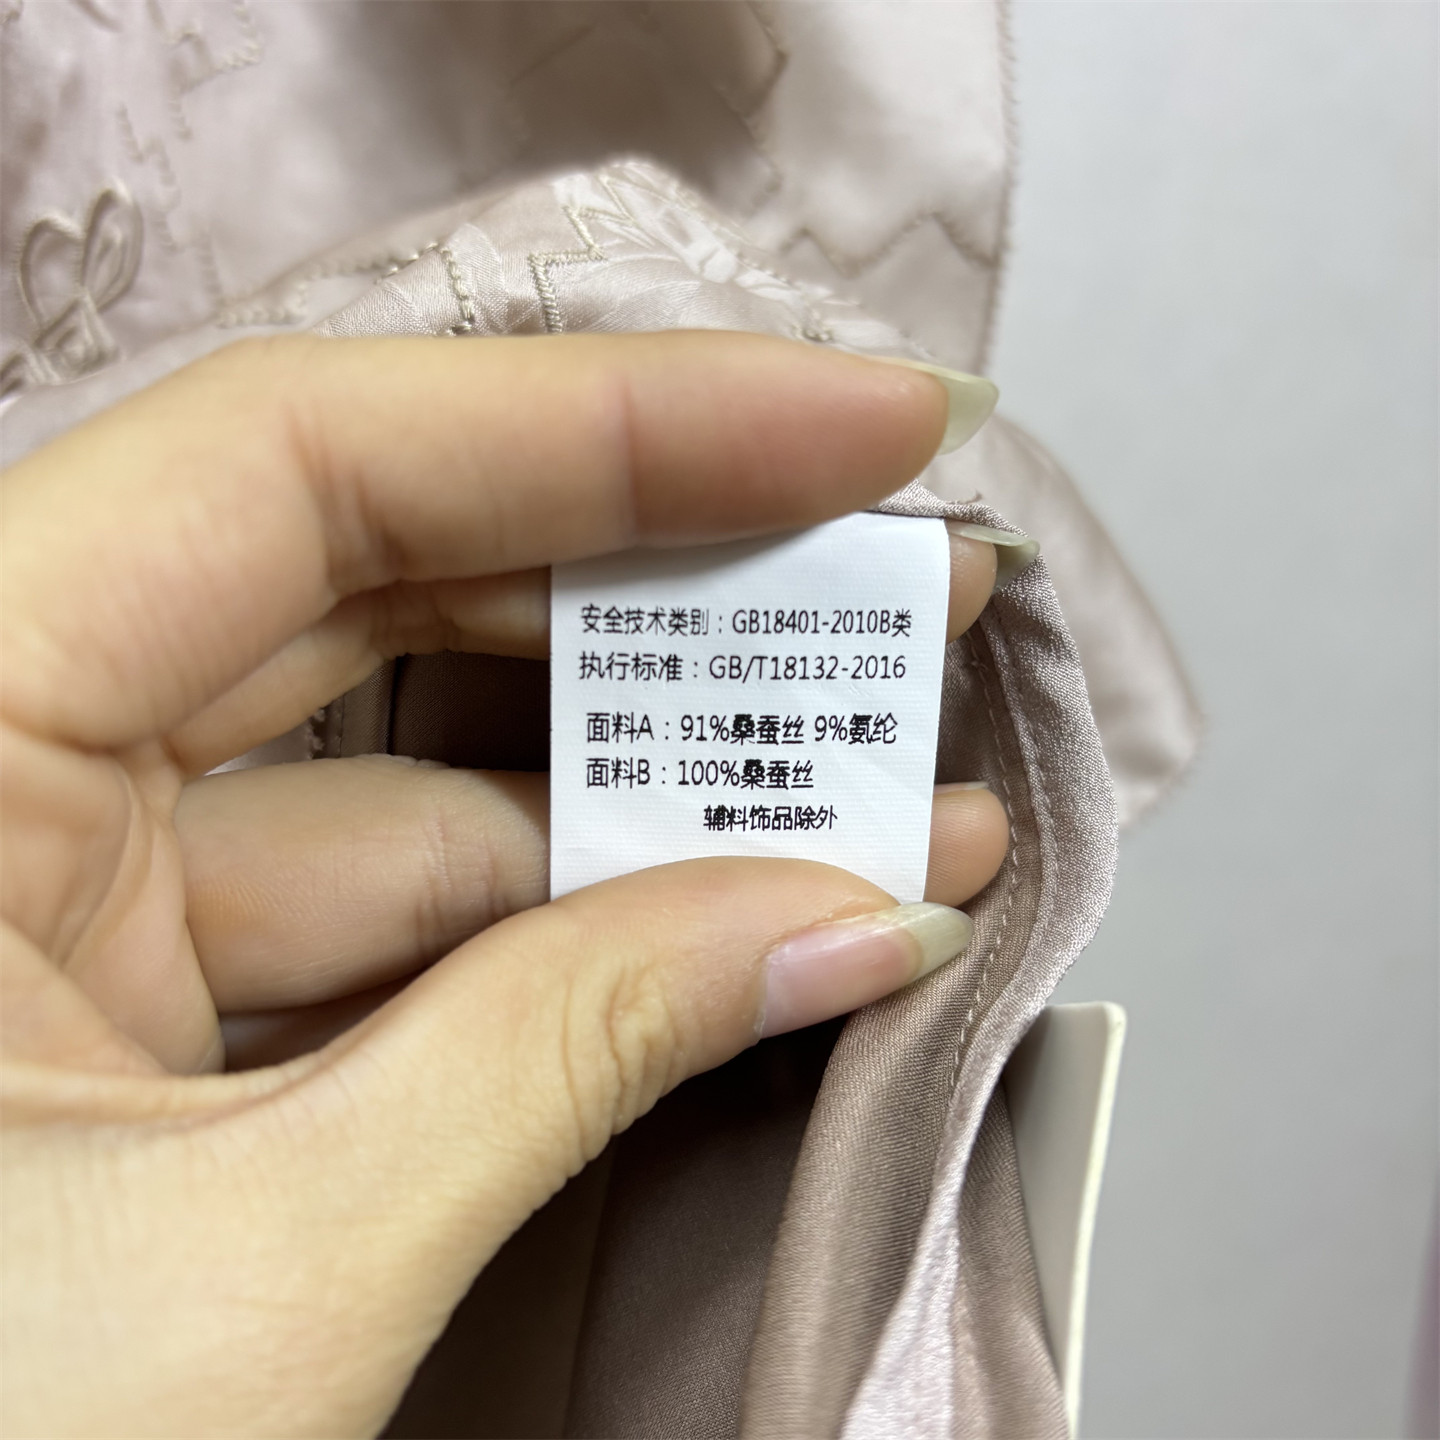 安全技术类别：GB18401-2010B类
执行标准：GB/T18132-2016
面料A：91%桑蚕丝 9%氨纶
面料B：100%桑蚕丝
辅料饰品除外